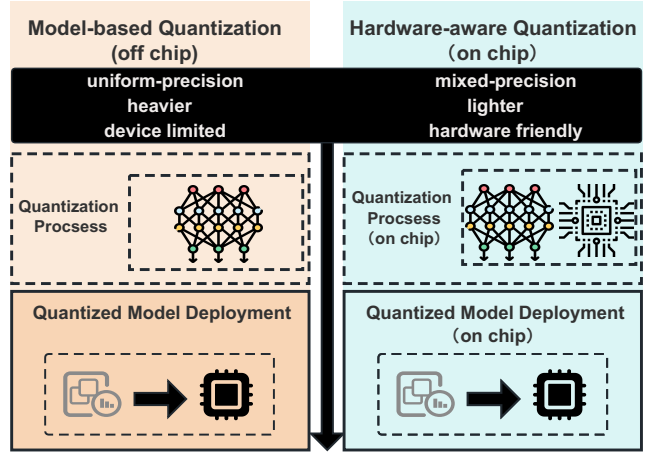 Model-based Quantization
(off chip)
Hardware-aware Quantization
（on chip）
uniform-precision
heavier
device limited
mixed-precision
lighter
hardware friendly
Quantization
Procsess
Quantization
Procsess
（on chip）
Quantized Model Deployment
Quantized Model Deployment
（on chip）